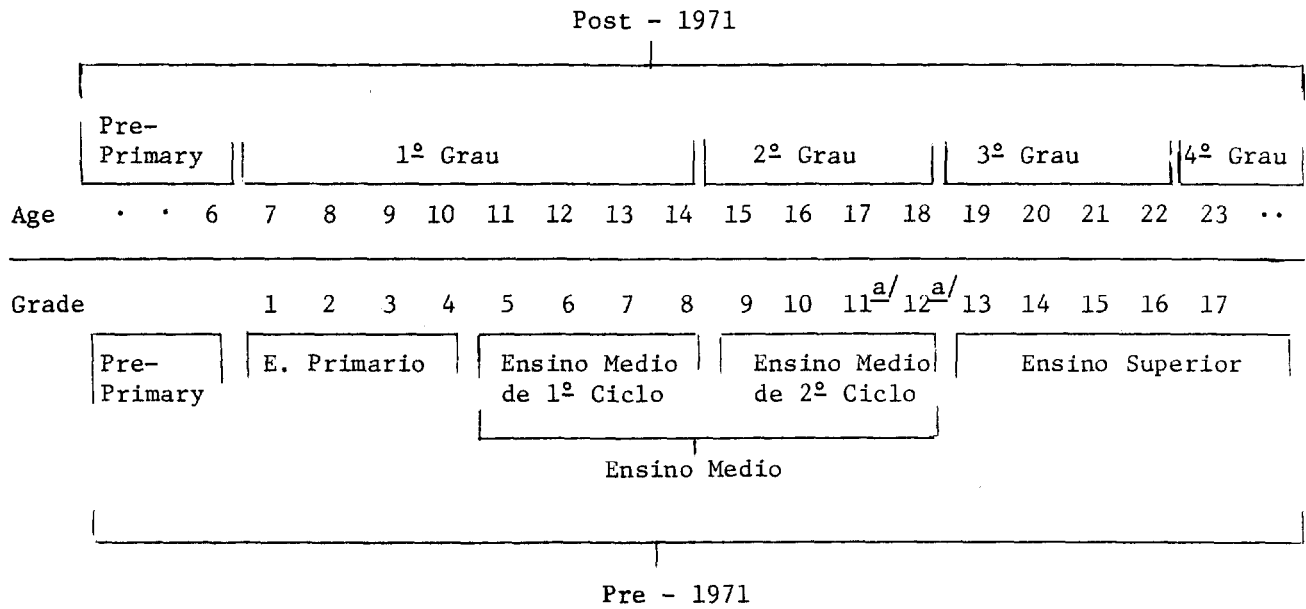 Post - 1971
Pre-
Primary 1º Grau 2º Grau 3º Grau 4º Grau
Age · · 6 7 8 9 10 11 12 13 14 15 16 17 18 19 20 21 22 23 ··
Grade 1 2 3 4 5 6 7 8 9 10 11a/ 12a/ 13 14 15 16 17
Pre- E. Primario Ensino Medio Ensino Medio Ensino Superior
Primary de 1º Ciclo de 2º Ciclo
Ensino Medio
Pre - 1971